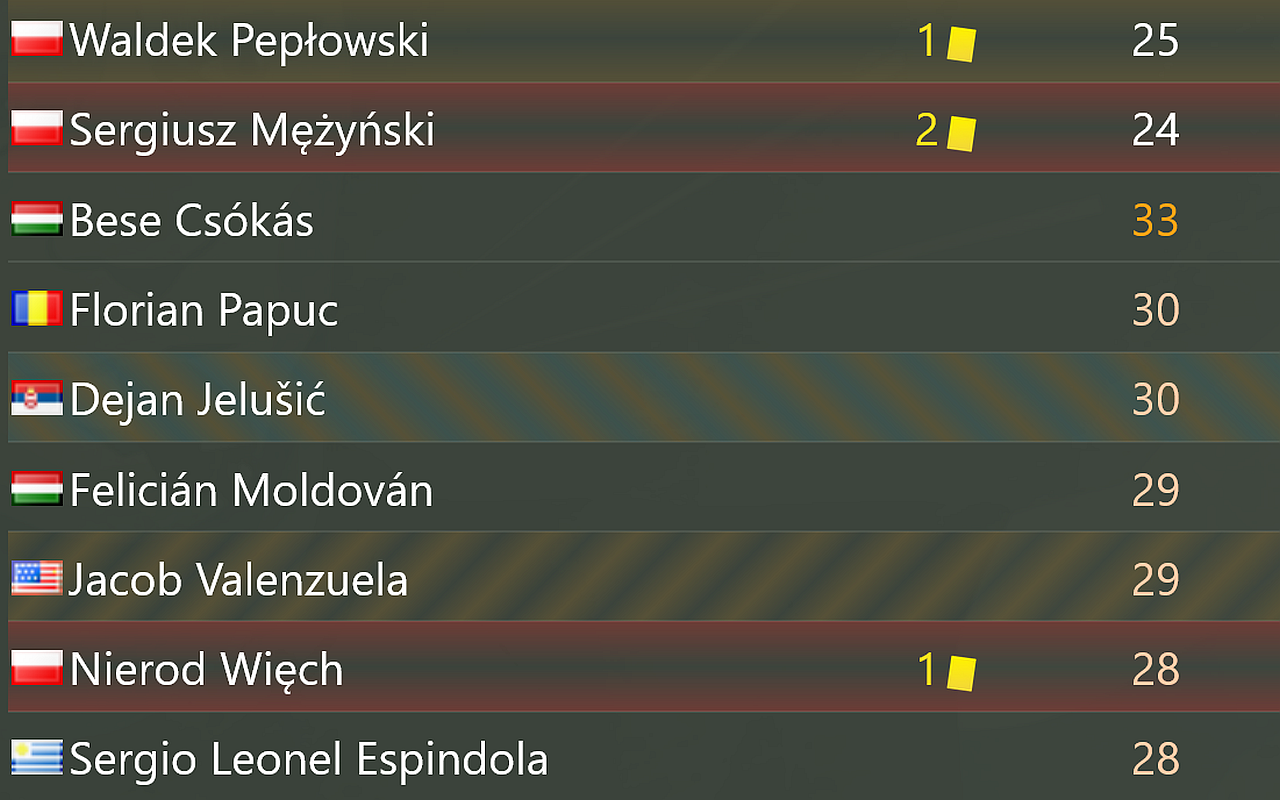 Waldek Pepłowski 1 25
Sergiusz Mężyński 2 24
Bese Csókás 33
Florian Papuc 30
Dejan Jelušić 30
Felicián Moldován 29
Jacob Valenzuela 29
Nierod Więch 1 28
Sergio Leonel Espindola 28